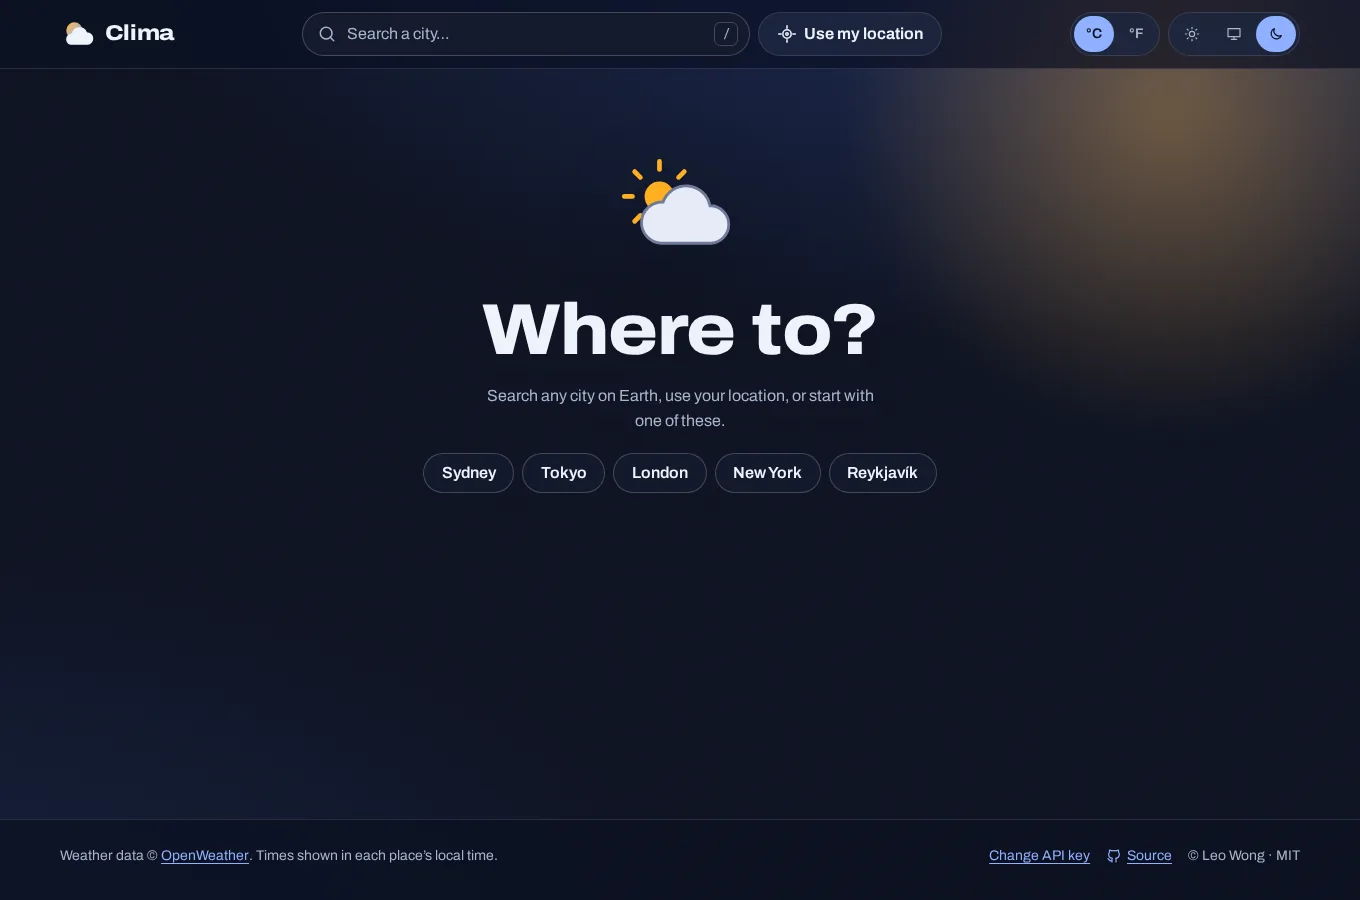 Clima
Search a city...
/
Use my location
°C
°F
Where to?
Search any city on Earth, use your location, or start with
one of these.
Sydney
Tokyo
London
New York
Reykjavík
Weather data © OpenWeather. Times shown in each place’s local time.
Change API key
Source
© Leo Wong · MIT